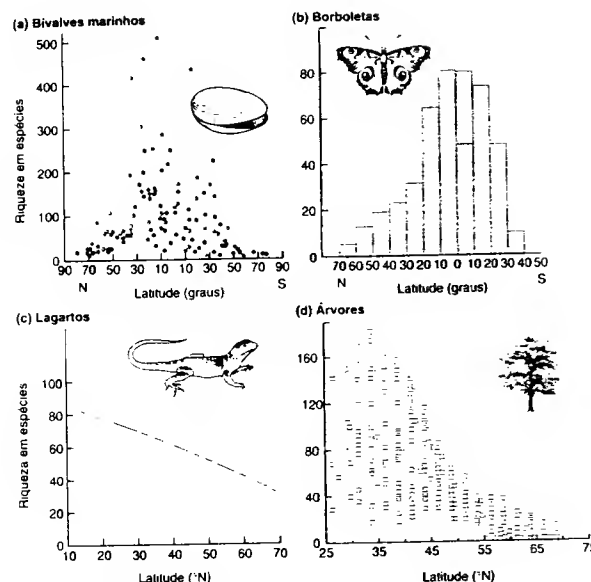 (a) Bivalves marinhos
Riqueza em espécies
500
400
300
200
100
0
90 70 50 30 10 10 30 50 70 90
N S
Latitude (graus)
(b) Borboletas
80
60
40
20
0
70 60 50 40 30 20 10 0 10 20 30 40 50
N S
Latitude (graus)
(c) Lagartos
Riqueza em espécies
100
80
60
40
20
0
10 20 30 40 50 60 70
Latitude (°N)
(d) Árvores
160
120
80
40
0
25 35 45 55 65 75
Latitude (°N)